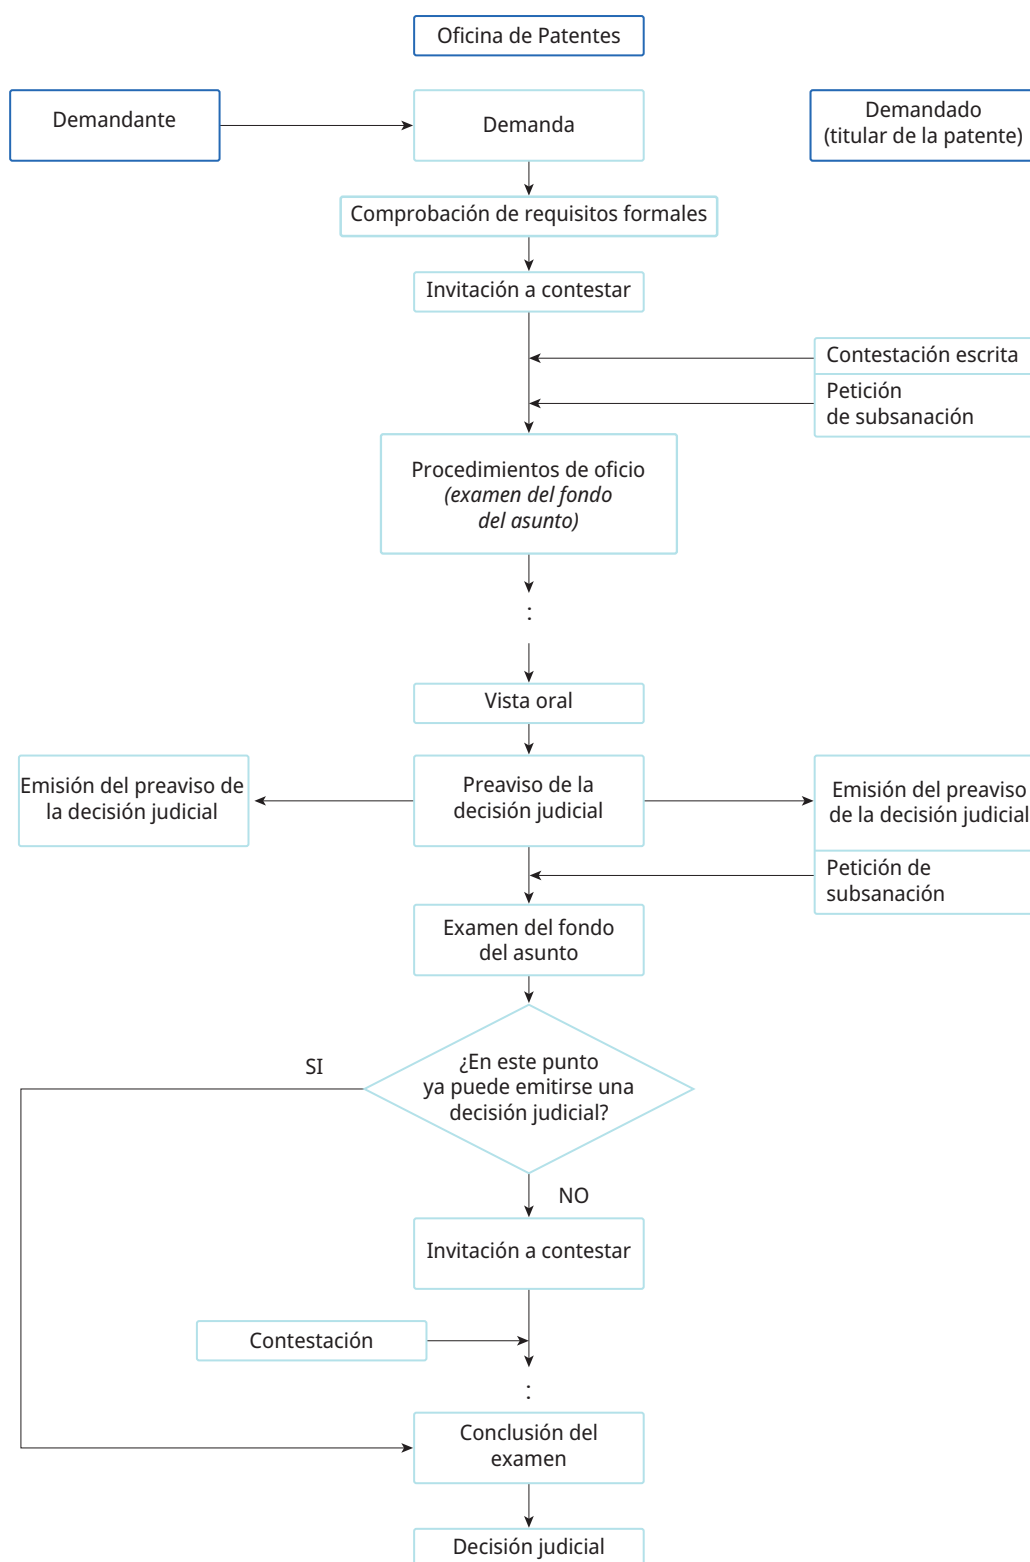 Oficina de Patentes
Demandante
Demanda
Demandado
(titular de la patente)
Comprobación de requisitos formales
Invitación a contestar
Contestación escrita
Petición
de subsanación
Procedimientos de oficio
(examen del fondo
del asunto)
:
Vista oral
Emisión del preaviso de
la decisión judicial
Preaviso de la
decisión judicial
Emisión del preaviso
de la decisión judicial
Petición de
subsanación
Examen del fondo
del asunto
SI
¿En este punto
ya puede emitirse una
decisión judicial?
NO
Invitación a contestar
Contestación
:
Conclusión del
examen
Decisión judicial